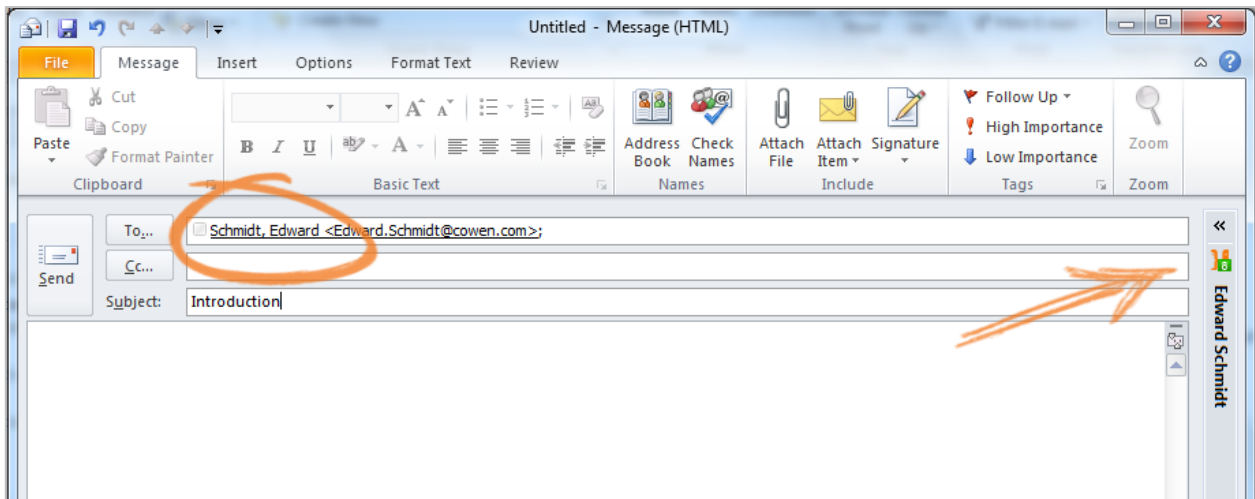 Untitled - Message (HTML)
File Message Insert Options Format Text Review
Paste
Cut
Copy
Format Painter
Clipboard
B I U ab A
Basic Text
Address Book
Check Names
Names
Attach File
Attach Item
Signature
Include
Follow Up
High Importance
Low Importance
Tags
Zoom
Zoom
Send
To...
Schmidt, Edward <Edward.Schmidt@cowen.com>;
Cc...
Subject:
Introduction
8
Edward Schmidt